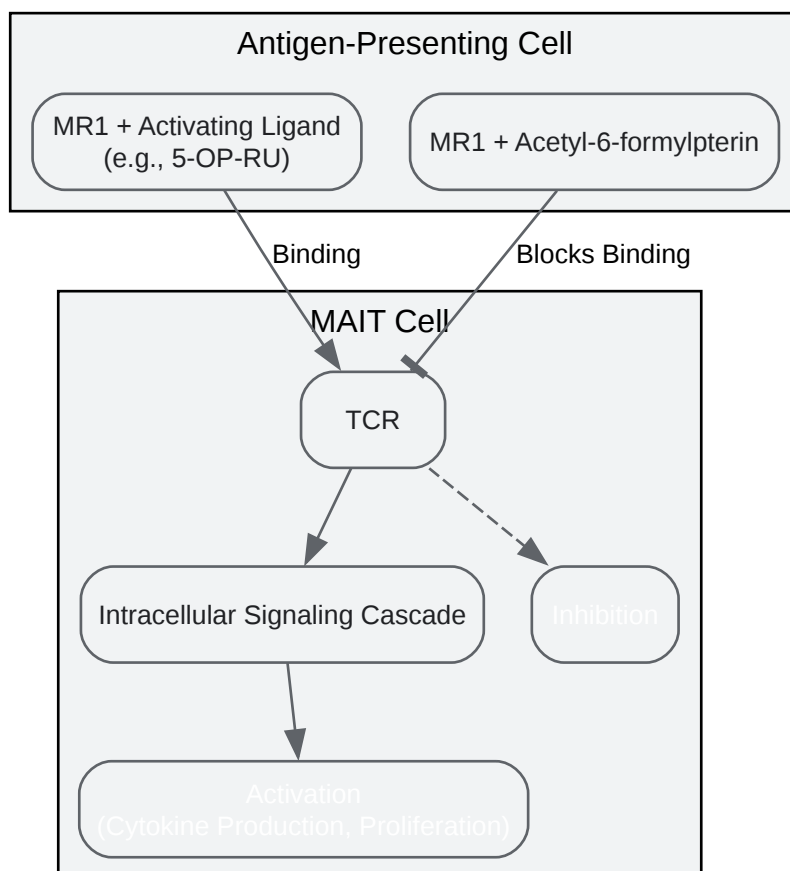 Antigen-Presenting Cell
MR1 + Activating Ligand
(e.g., 5-OP-RU)
MR1 + Acetyl-6-formylpterin
Binding
Blocks Binding
MAIT Cell
TCR
Intracellular Signaling Cascade
Inhibition
Activation
(Cytokine Production, Proliferation)